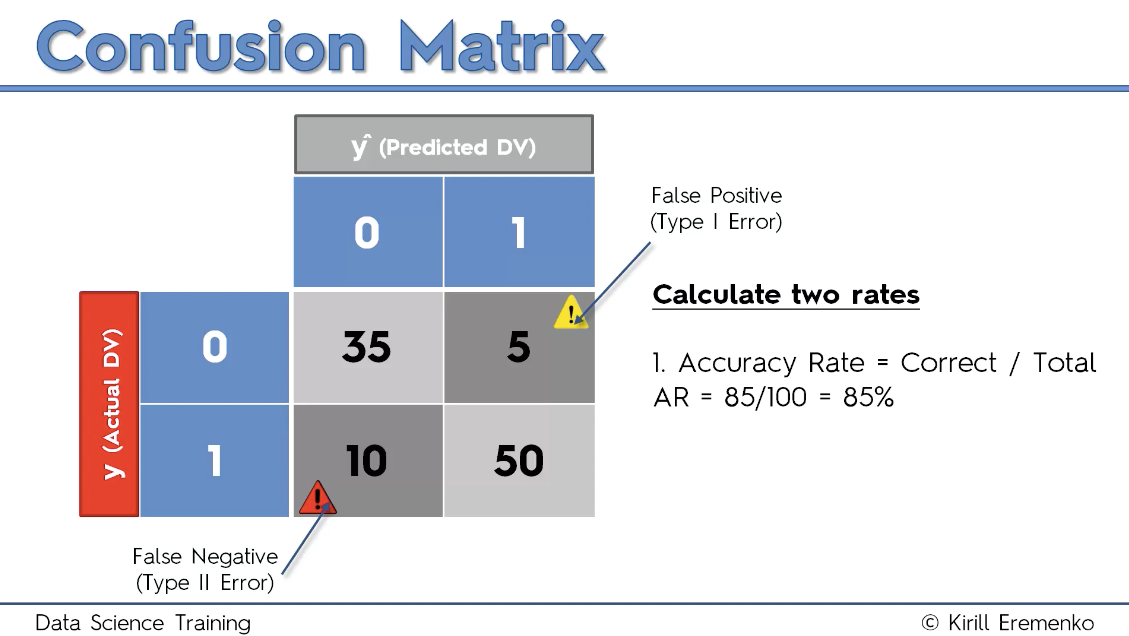 Confusion Matrix
yˆ (Predicted DV)
0 1
False Positive
(Type I Error)
y (Actual DV)
0 35 5
1 10 50
False Negative
(Type II Error)
Calculate two rates
1. Accuracy Rate = Correct / Total
AR = 85/100 = 85%
Data Science Training
© Kirill Eremenko